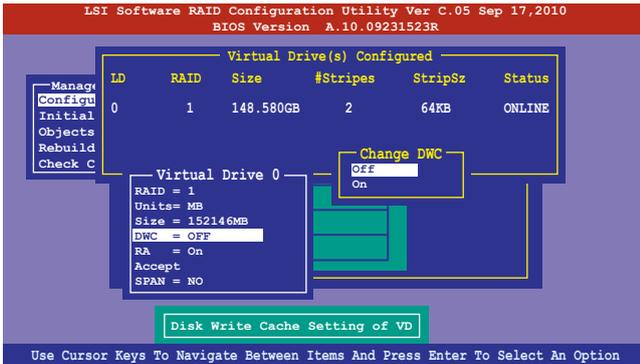 LSI Software RAID Configuration Utility Ver C.05 Sep 17,2010
BIOS Version A.10.09231523R
Virtual Drive(s) Configured
LD RAID Size #Stripes StripSz Status
0 1 148.580GB 2 64KB ONLINE
Manage
Configu
Initial
Objects
Rebuild
Check C
Change DWC
Off
On
Virtual Drive 0
RAID = 1
Units= MB
Size = 152146MB
DWC = OFF
RA = On
Accept
SPAN = NO
Disk Write Cache Setting of VD
Use Cursor Keys To Navigate Between Items And Press Enter To Select An Option